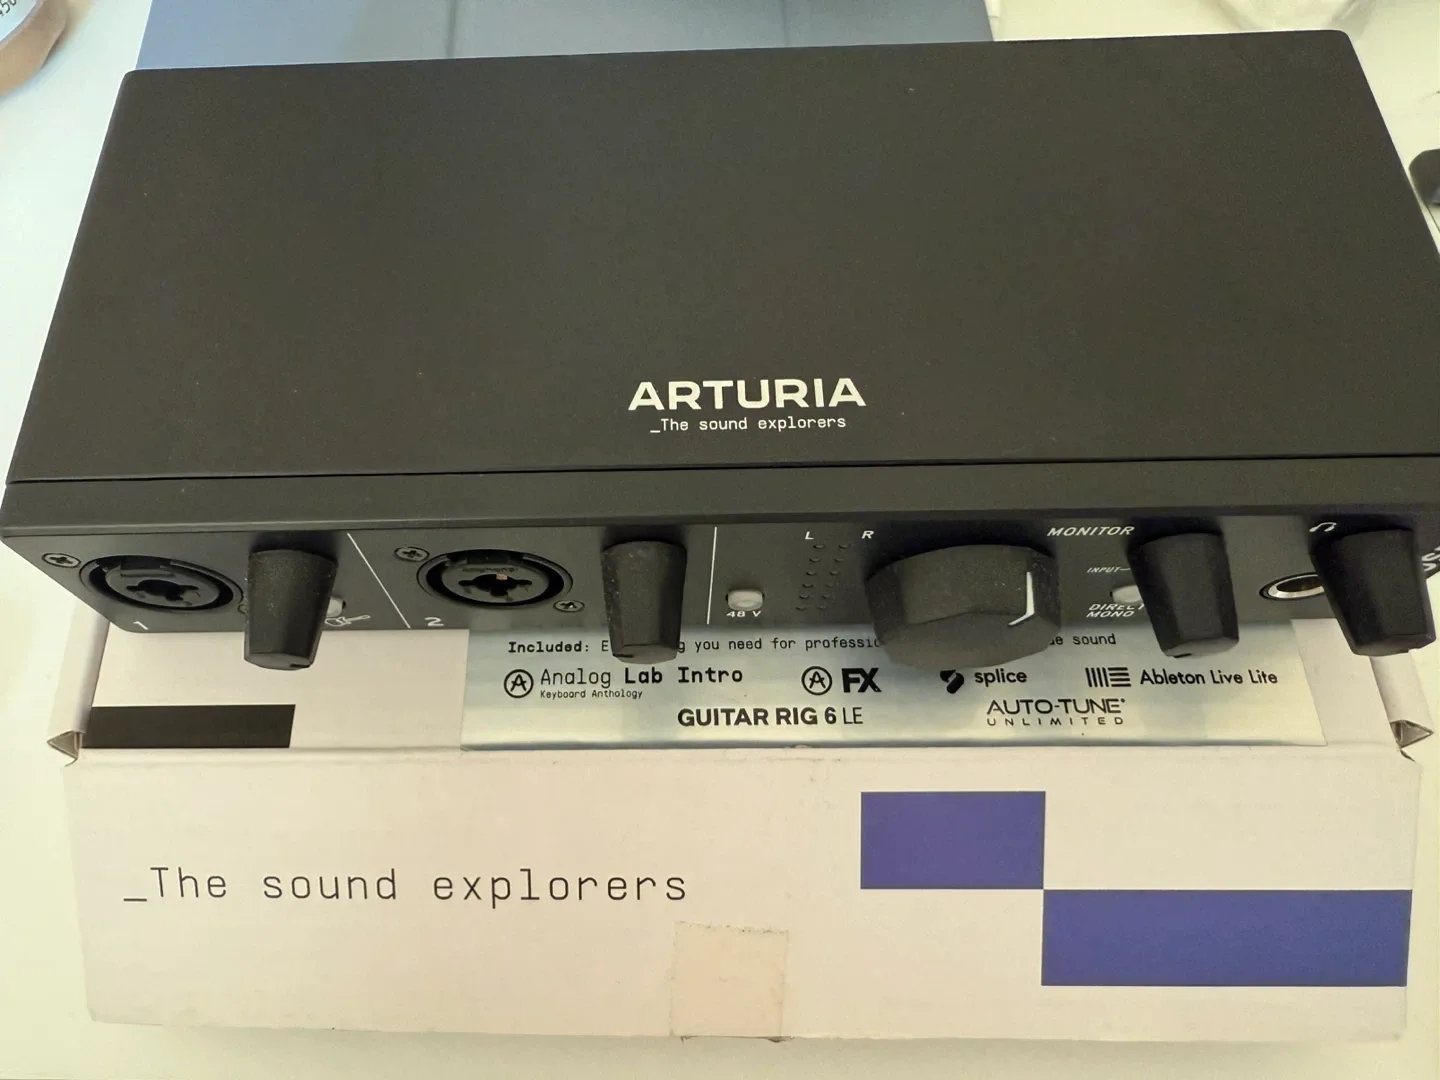 ARTURIA
_The sound explorers
L R
MONITOR
INPUT
48 V
DIRECT
MONO
1
2
Included: you need for sound
Analog Lab Intro
Keyboard Anthology
FX
splice
Ableton Live Lite
GUITAR RIG 6 LE
AUTO-TUNE®
UNLIMITED
_The sound explorers